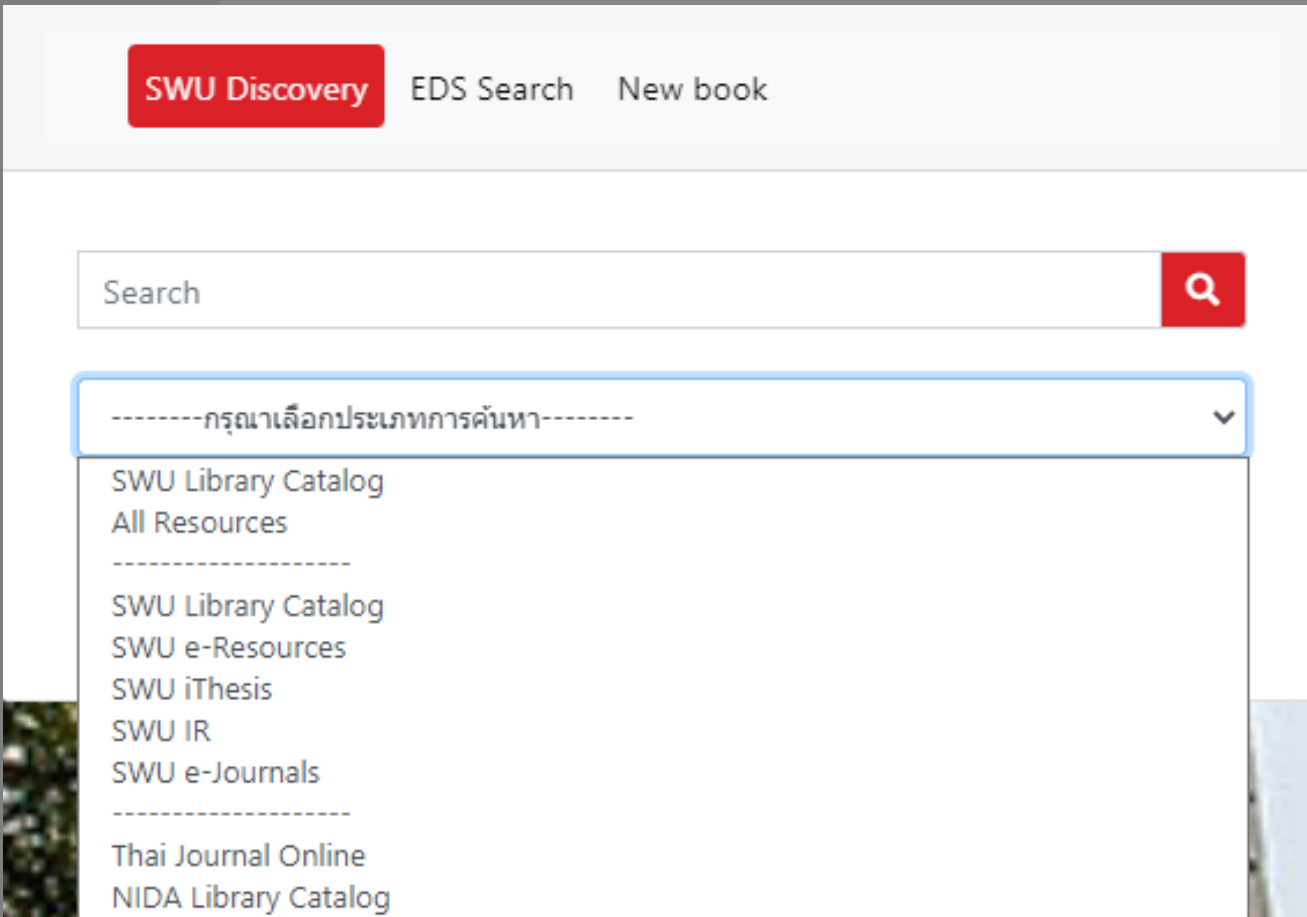 SWU Discovery EDS Search New book
Search
--------กรุณาเลือกประเภทการค้นหา--------
SWU Library Catalog
All Resources
--------------------
SWU Library Catalog
SWU e-Resources
SWU iThesis
SWU IR
SWU e-Journals
--------------------
Thai Journal Online
NIDA Library Catalog